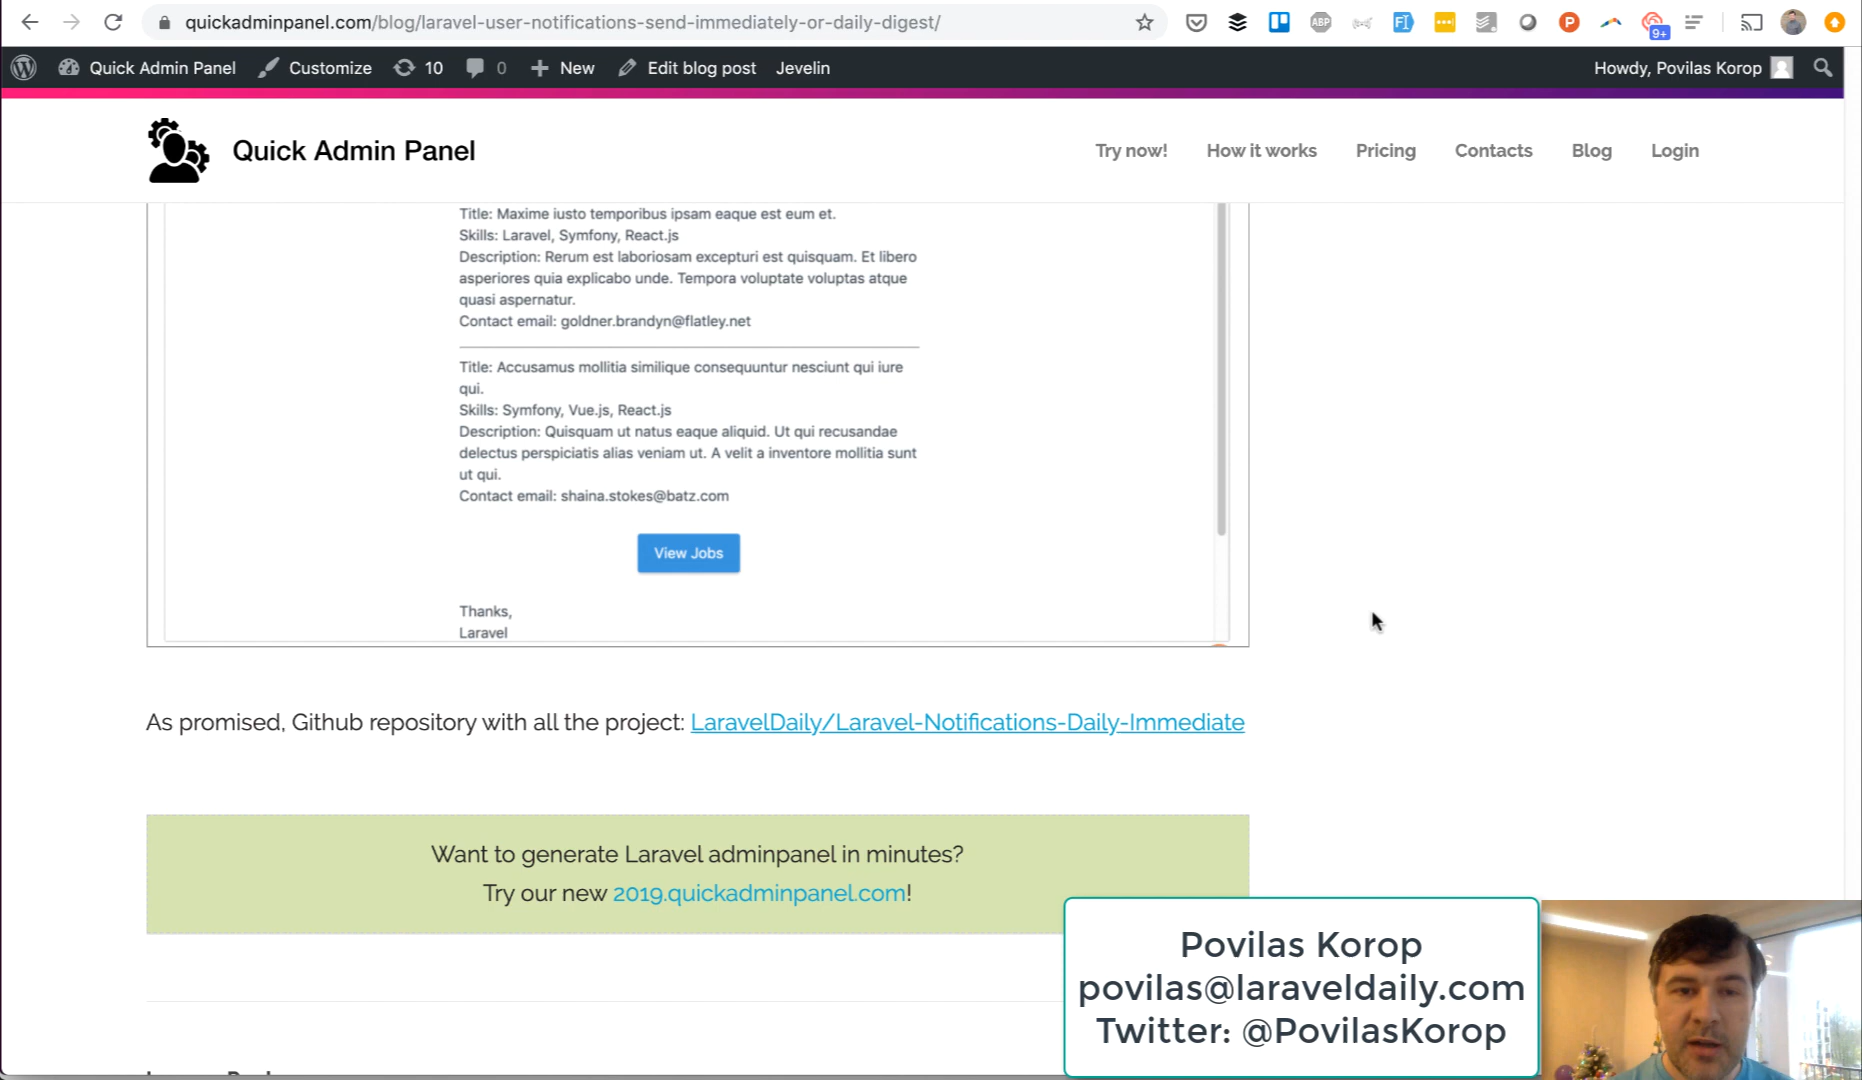 quickadminpanel.com/blog/laravel-user-notifications-send-immediately-or-daily-digest/
ABP
9+
Quick Admin Panel
Customize
10
0
New
Edit blog post
Jevelin
Howdy, Povilas Korop
Quick Admin Panel
Try now!
How it works
Pricing
Contacts
Blog
Login
Title: Maxime iusto temporibus ipsam eaque est eum et.
Skills: Laravel, Symfony, React.js
Description: Rerum est laboriosam excepturi est quisquam. Et libero
asperiores quia explicabo unde. Tempora voluptate voluptas atque
quasi aspernatur.
Contact email: goldner.brandyn@flatley.net
Title: Accusamus mollitia similique consequuntur nesciunt qui iure
qui.
Skills: Symfony, Vue.js, React.js
Description: Quisquam ut natus eaque aliquid. Ut qui recusandae
delectus perspiciatis alias veniam ut. A velit a inventore mollitia sunt
ut qui.
Contact email: shaina.stokes@batz.com
View Jobs
Thanks,
Laravel
As promised, Github repository with all the project: LaravelDaily/Laravel-Notifications-Daily-Immediate
Want to generate Laravel adminpanel in minutes?
Try our new 2019.quickadminpanel.com!
Povilas Korop
povilas@laraveldaily.com
Twitter: @PovilasKorop